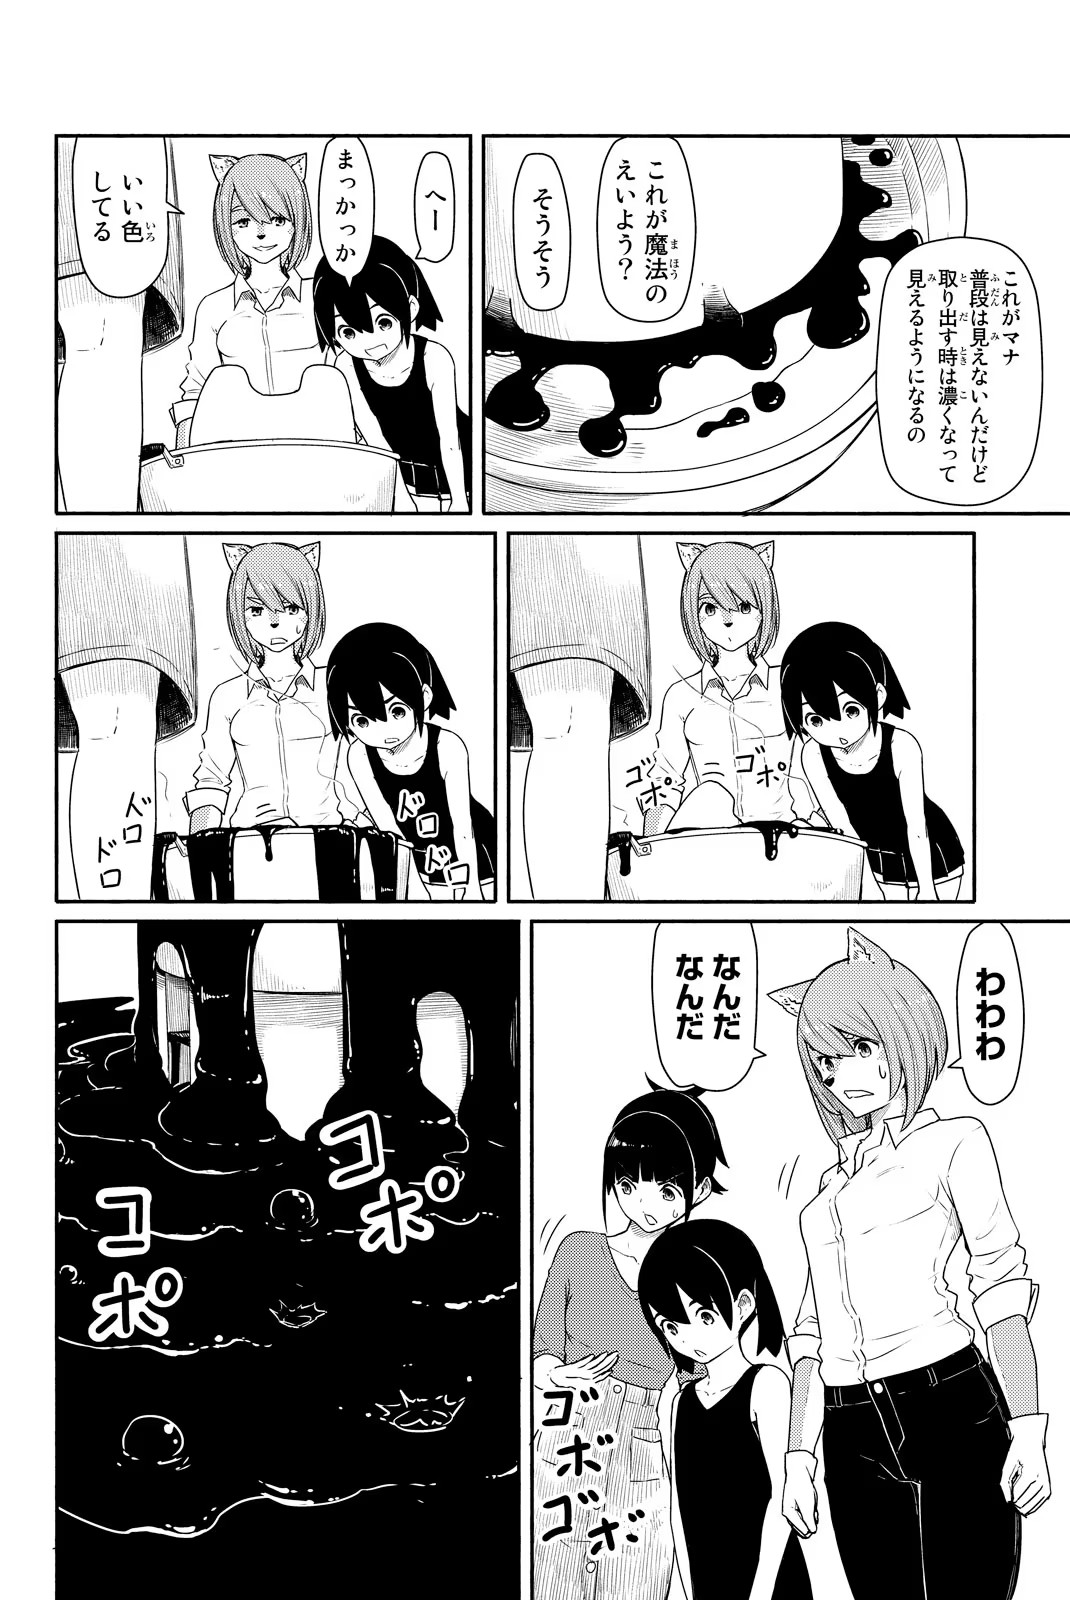 これがマナ
普段は見えないんだけど
取り出す時は濃くなって
見えるようになるの
これが魔法の
えいよう？
そうそう
へー
まっかっか
いい色
してる
ゴポ
ゴポ
ドロ
ドロ
ドロ
ドロ
わわわ
なんだ
なんだ
ゴボ
ゴボ
コポ
コポ